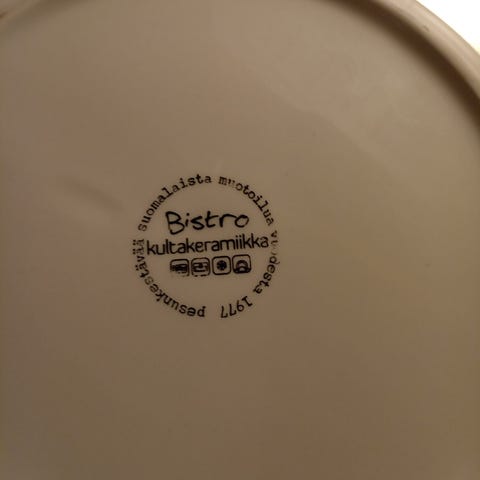 pesunkestävää suomalaista muotoilua vuodesta 1977
Bistro
kultakeramiikka